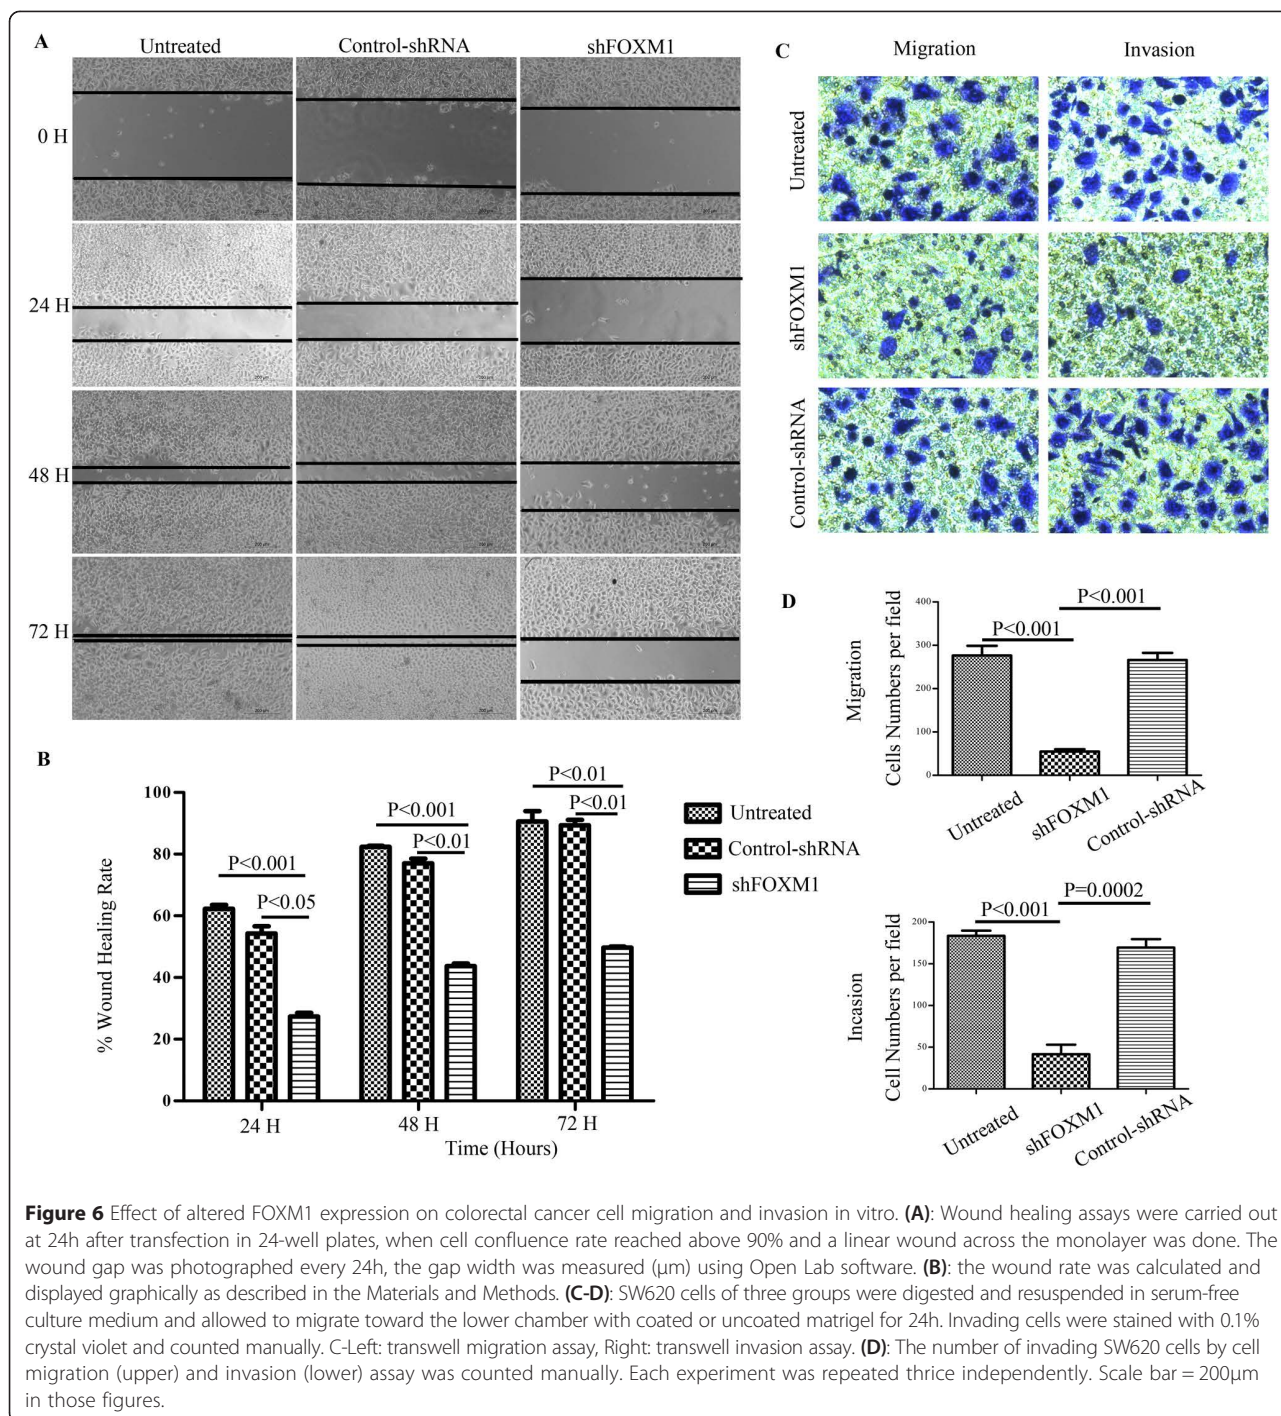 A
Untreated
Control-shRNA
shFOXM1
0 H
24 H
48 H
72 H
C
Migration
Invasion
Untreated
shFOXM1
Control-shRNA
B
% Wound Healing Rate
100
80
60
40
20
0
P<0.001
P<0.05
P<0.001
P<0.01
P<0.01
P<0.01
24 H
48 H
72 H
Time (Hours)
Untreated
Control-shRNA
shFOXM1
D
Migration
Cells Numbers per field
400
300
200
100
0
P<0.001
P<0.001
Untreated
shFOXM1
Control-shRNA
Incasion
Cell Numbers per field
200
150
100
50
0
P<0.001
P=0.0002
Untreated
shFOXM1
Control-shRNA
Figure 6 Effect of altered FOXM1 expression on colorectal cancer cell migration and invasion in vitro. (A): Wound healing assays were carried out
at 24h after transfection in 24-well plates, when cell confluence rate reached above 90% and a linear wound across the monolayer was done. The
wound gap was photographed every 24h, the gap width was measured (μm) using Open Lab software. (B): the wound rate was calculated and
displayed graphically as described in the Materials and Methods. (C-D): SW620 cells of three groups were digested and resuspended in serum-free
culture medium and allowed to migrate toward the lower chamber with coated or uncoated matrigel for 24h. Invading cells were stained with 0.1%
crystal violet and counted manually. C-Left: transwell migration assay, Right: transwell invasion assay. (D): The number of invading SW620 cells by cell
migration (upper) and invasion (lower) assay was counted manually. Each experiment was repeated thrice independently. Scale bar = 200μm
in those figures.